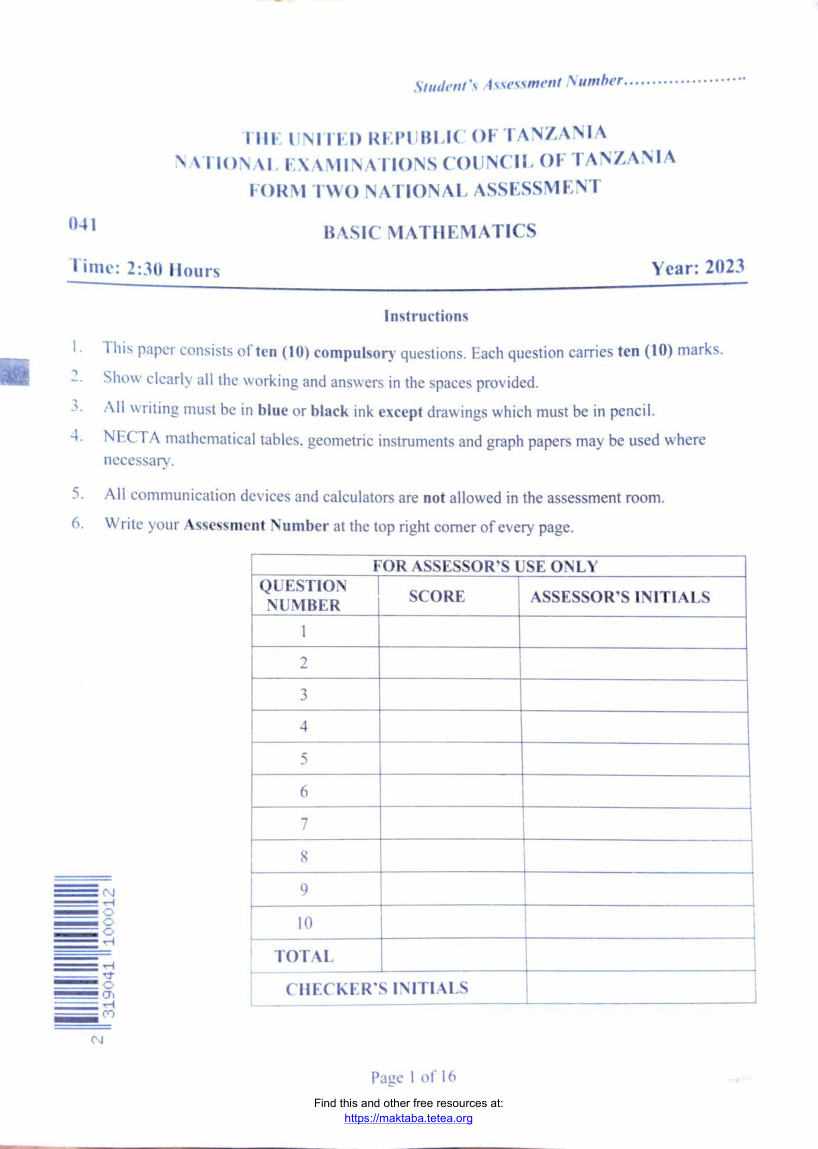 Student's Assessment Number......................
THE UNITED REPUBLIC OF TANZANIA
NATIONAL EXAMINATIONS COUNCIL OF TANZANIA
FORM TWO NATIONAL ASSESSMENT
041 BASIC MATHEMATICS
Time: 2:30 Hours Year: 2023
Instructions
1. This paper consists of ten (10) compulsory questions. Each question carries ten (10) marks.
2. Show clearly all the working and answers in the spaces provided.
3. All writing must be in blue or black ink except drawings which must be in pencil.
4. NECTA mathematical tables, geometric instruments and graph papers may be used where
necessary.
5. All communication devices and calculators are not allowed in the assessment room.
6. Write your Assessment Number at the top right corner of every page.
FOR ASSESSOR'S USE ONLY
QUESTION
NUMBER SCORE ASSESSOR'S INITIALS
1
2
3
4
5
6
7
8
9
10
TOTAL
CHECKER'S INITIALS
2 319041 100012
Page 1 of 16
Find this and other free resources at:
https://maktaba.tetea.org